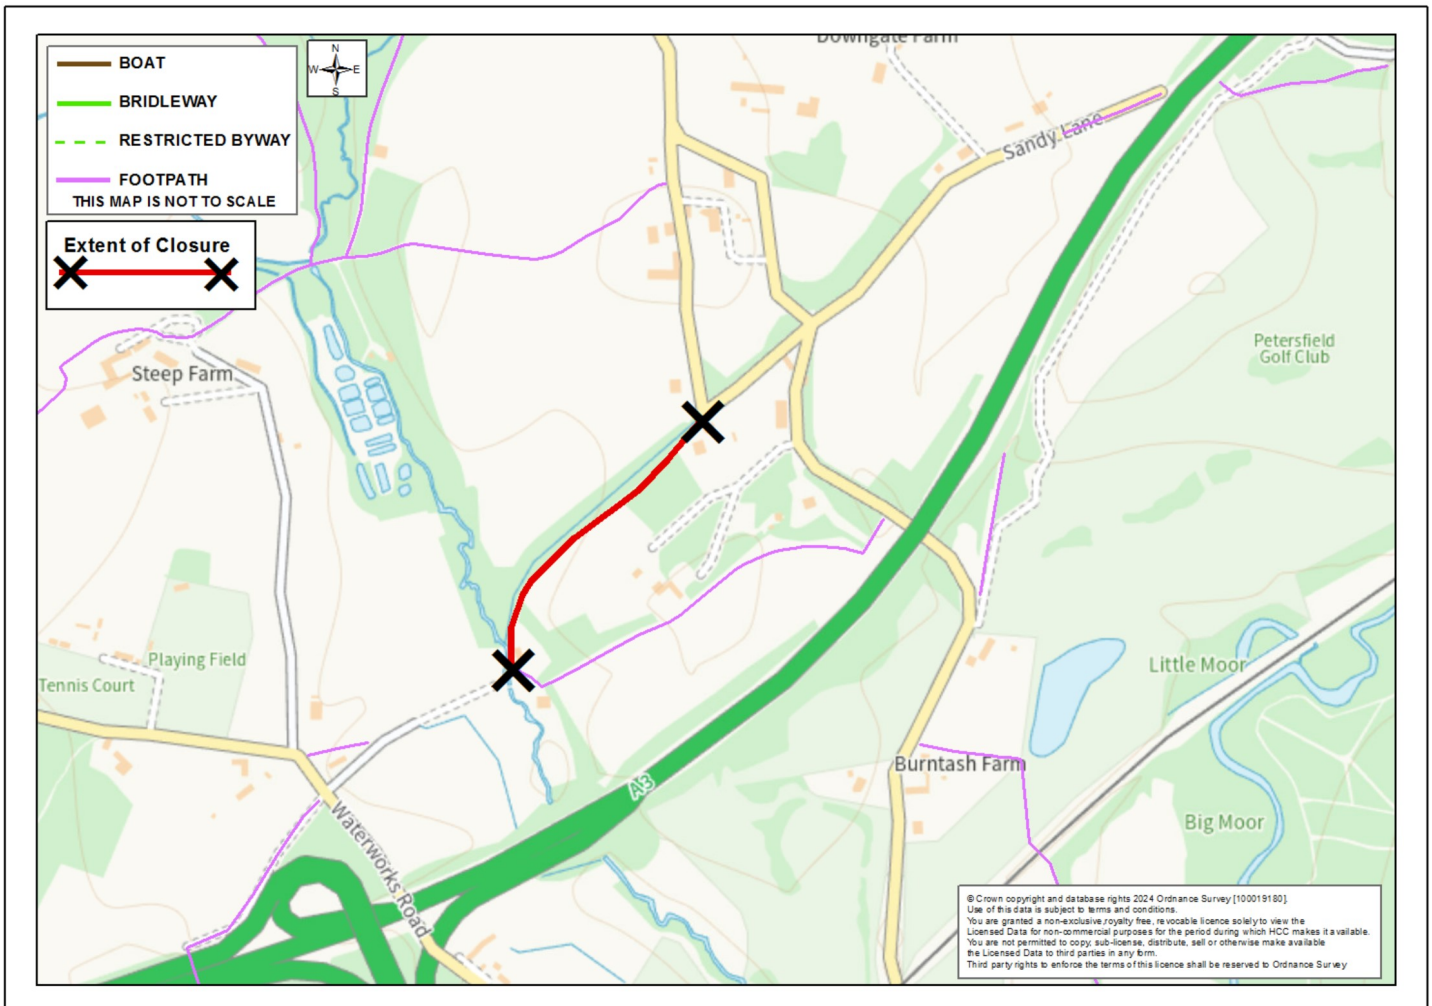 BOAT
BRIDLEWAY
RESTRICTED BYWAY
FOOTPATH
THIS MAP IS NOT TO SCALE
N
W E
S
Extent of Closure
Downgate Farm
Sandy Lane
Petersfield
Golf Club
Steep Farm
Playing Field
Tennis Court
Little Moor
Burntash Farm
A3
Big Moor
Waterworks Road
© Crown copyright and database rights 2024 Ordnance Survey [100019180].
Use of this data is subject to terms and conditions.
You are granted a non-exclusive,royalty free, revocable licence solely to view the
Licensed Data for non-commercial purposes for the period during which HCC makes it available.
You are not permitted to copy, sub-license, distribute, sell or otherwise make available
the Licensed Data to third parties in any form.
Third party rights to enforce the terms of this licence shall be reserved to Ordnance Survey